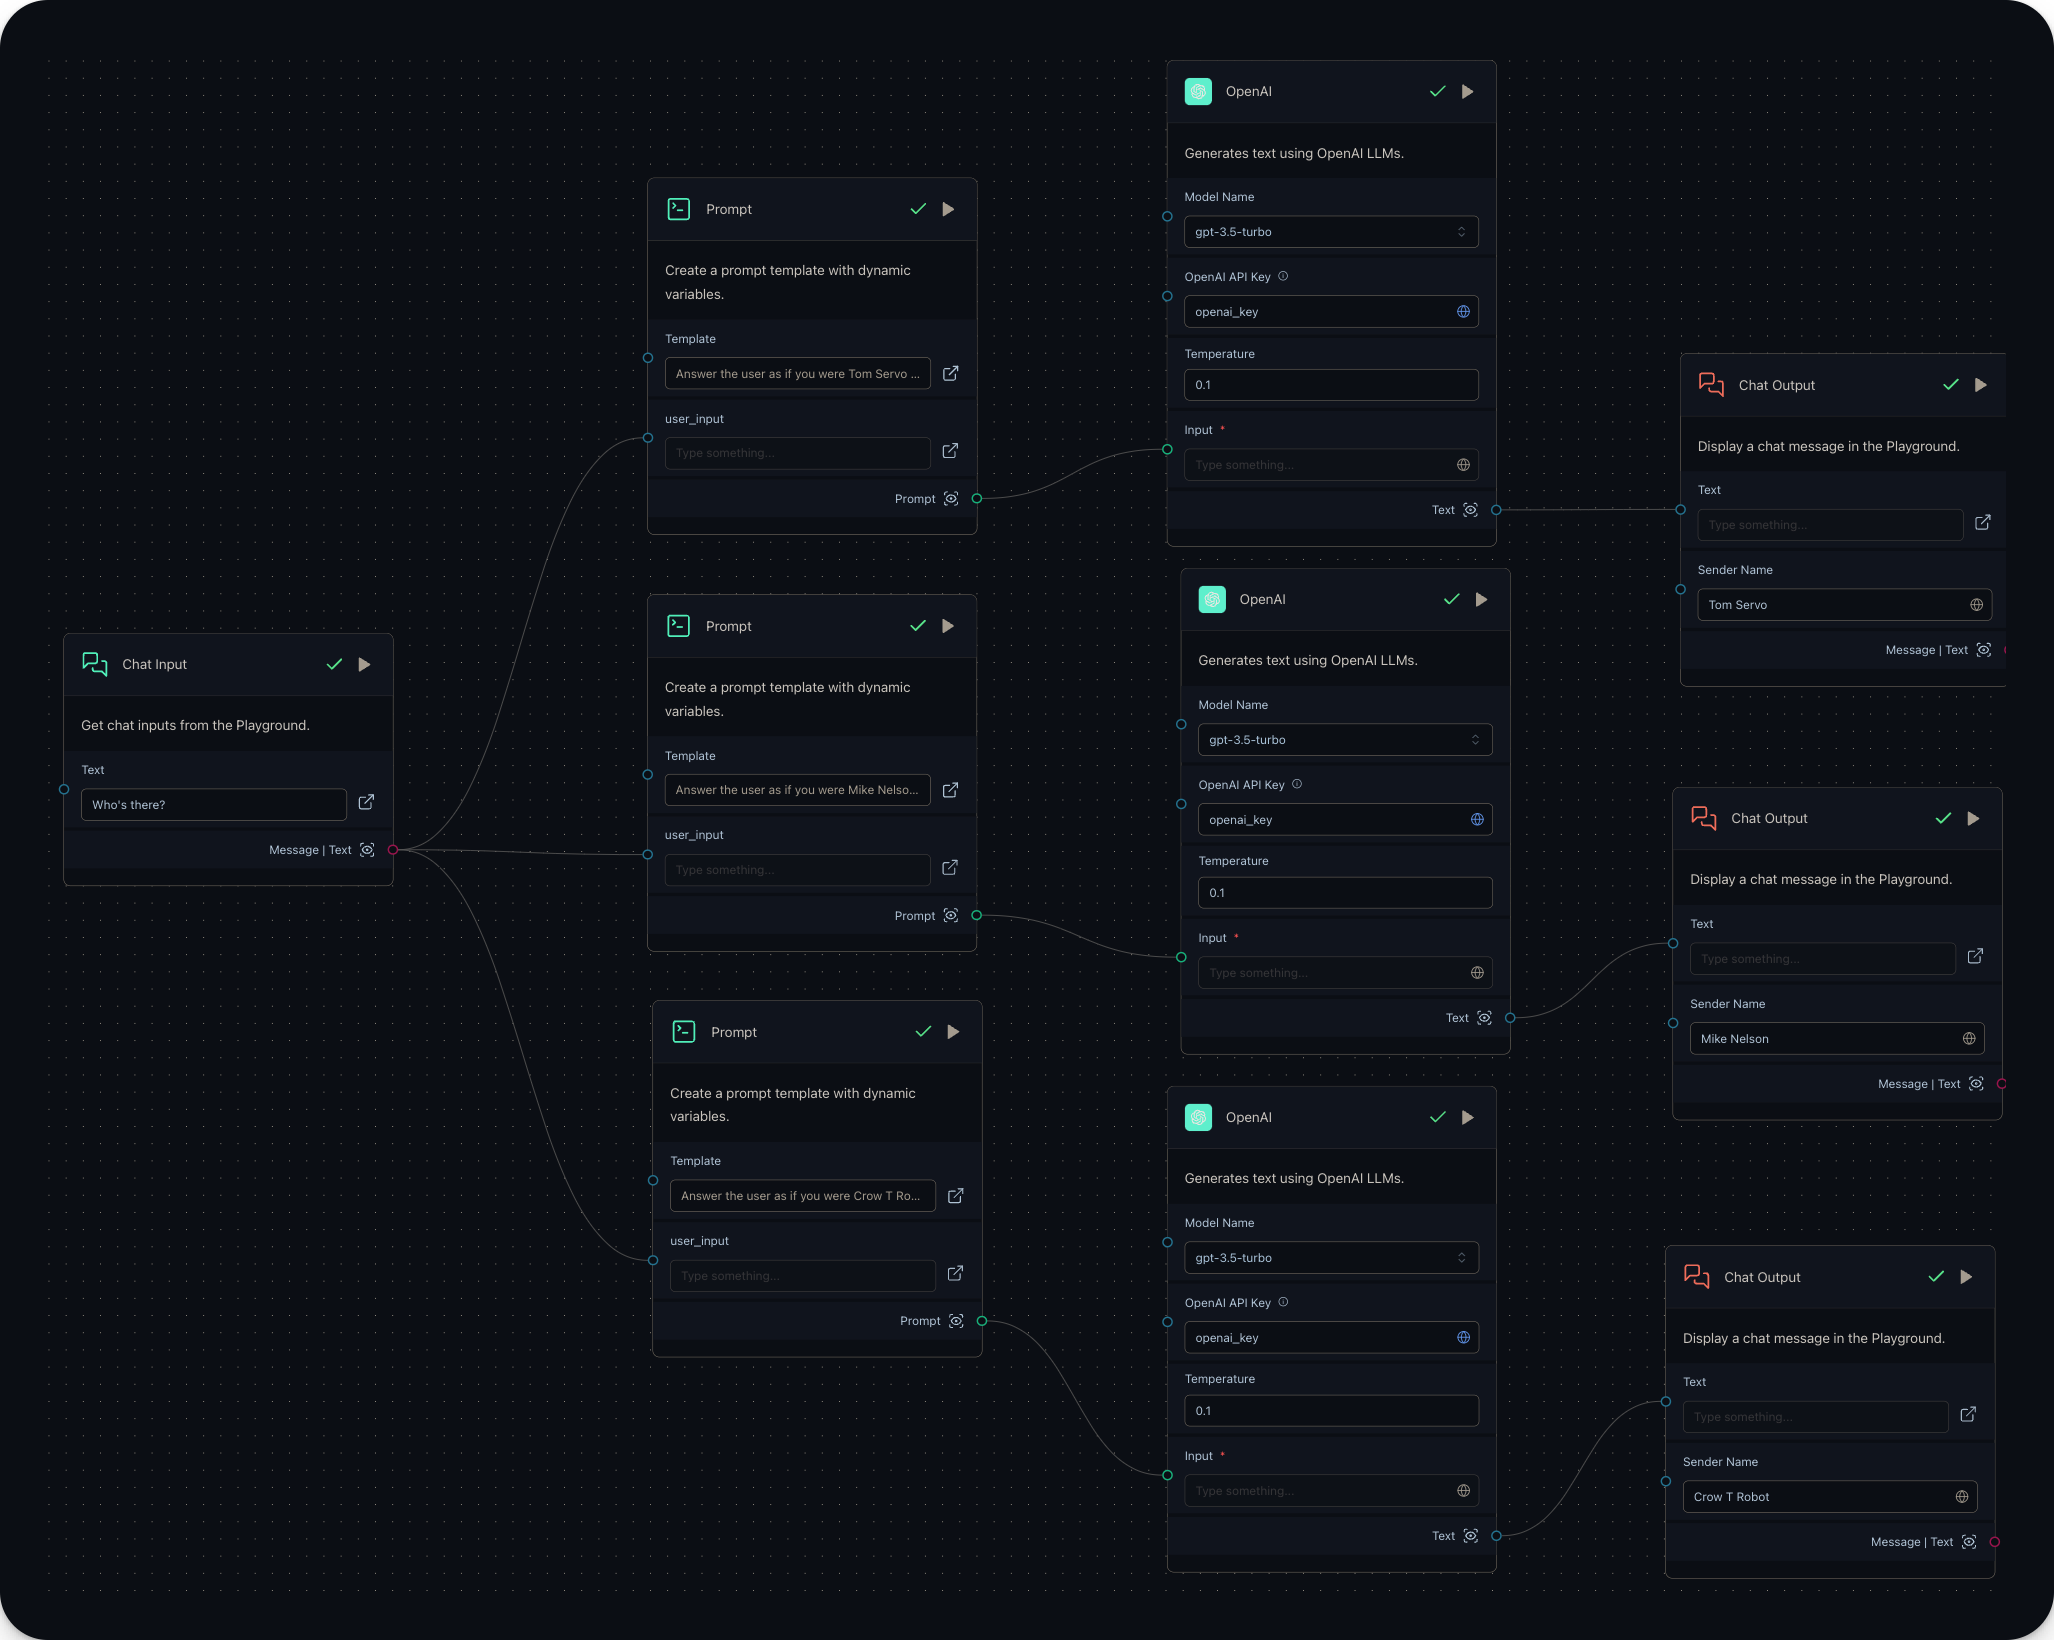 Chat Input
Get chat inputs from the Playground.
Text
Who's there?
Message | Text
Prompt
Create a prompt template with dynamic
variables.
Template
Answer the user as if you were Tom Servo ...
user_input
Type something...
Prompt
Prompt
Create a prompt template with dynamic
variables.
Template
Answer the user as if you were Mike Nelso...
user_input
Type something...
Prompt
Prompt
Create a prompt template with dynamic
variables.
Template
Answer the user as if you were Crow T Ro...
user_input
Type something...
Prompt
OpenAI
Generates text using OpenAI LLMs.
Model Name
gpt-3.5-turbo
OpenAI API Key
openai_key
Temperature
0.1
Input *
Type something...
Text
OpenAI
Generates text using OpenAI LLMs.
Model Name
gpt-3.5-turbo
OpenAI API Key
openai_key
Temperature
0.1
Input *
Type something...
Text
OpenAI
Generates text using OpenAI LLMs.
Model Name
gpt-3.5-turbo
OpenAI API Key
openai_key
Temperature
0.1
Input *
Type something...
Text
Chat Output
Display a chat message in the Playground.
Text
Type something...
Sender Name
Tom Servo
Message | Text
Chat Output
Display a chat message in the Playground.
Text
Type something...
Sender Name
Mike Nelson
Message | Text
Chat Output
Display a chat message in the Playground.
Text
Type something...
Sender Name
Crow T Robot
Message | Text